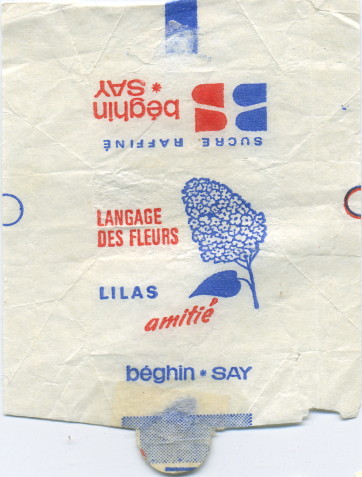 béghin
* SAY
SUCRE RAFFINÉ
LANGAGE
DES FLEURS
LILAS
amitié
béghin * SAY